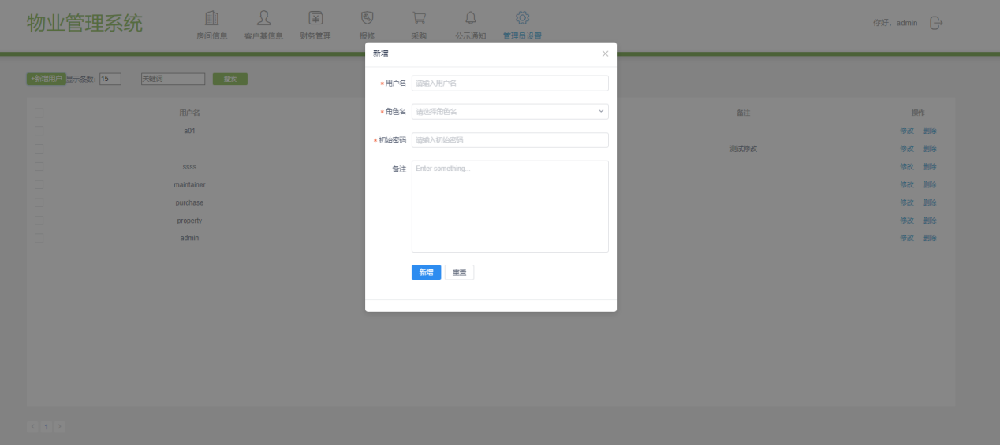 物业管理系统
房间信息 客户基信息 财务管理 报修 采购 公示通知 管理员设置
你好，admin
+新增用户 显示条数： 15 关键词 搜索
用户名 备注 操作
a01 修改 删除
测试修改 修改 删除
ssss 修改 删除
maintainer 修改 删除
purchase 修改 删除
property 修改 删除
admin 修改 删除
< 1 >
新增 ×
* 用户名 请输入用户名
* 角色名 请选择角色名
* 初始密码 请输入初始密码
备注 Enter something...
新增 重置